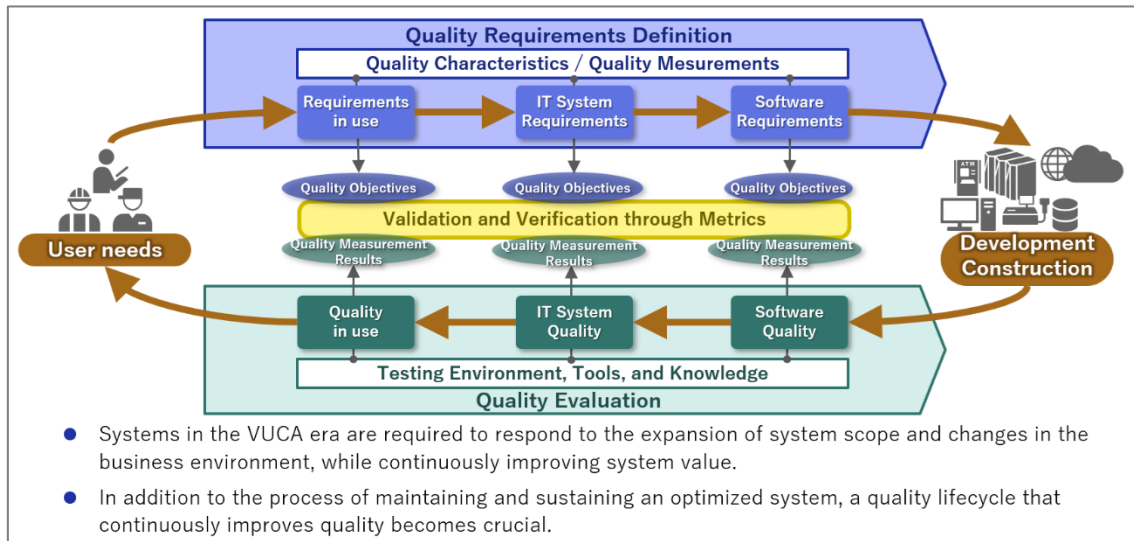 Quality Requirements Definition
Quality Characteristics / Quality Mesurements
Requirements
in use
IT System
Requirements
Software
Requirements
Quality Objectives
Quality Objectives
Quality Objectives
ATM
Validation and Verification through Metrics
User needs
Development
Construction
Quality Measurement
Results
Quality Measurement
Results
Quality Measurement
Results
Quality
in use
IT System
Quality
Software
Quality
Testing Environment, Tools, and Knowledge
Quality Evaluation
● Systems in the VUCA era are required to respond to the expansion of system scope and changes in the
business environment, while continuously improving system value.
● In addition to the process of maintaining and sustaining an optimized system, a quality lifecycle that
continuously improves quality becomes crucial.